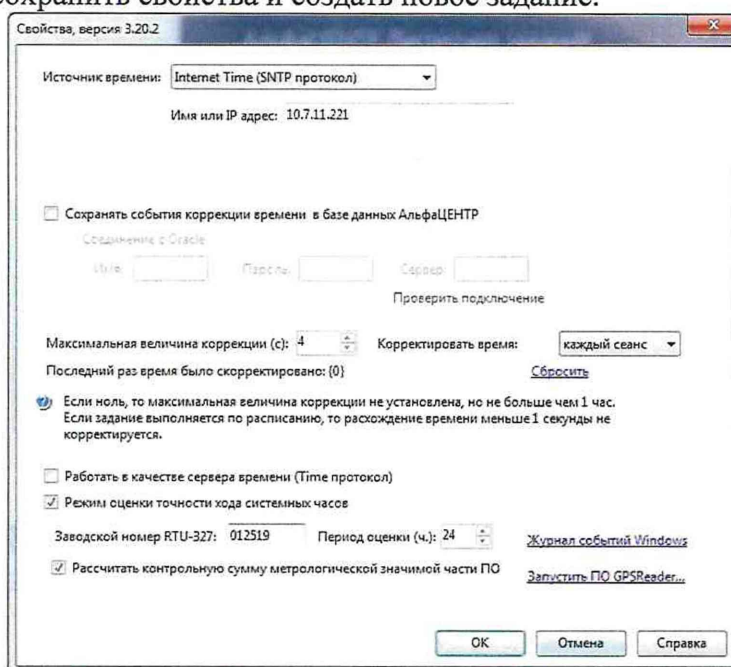 сохранить свойства и создать новое задание.
Свойства, версия 3.20.2
Источник времени: Internet Time (SNTP протокол)
Имя или IP адрес: 10.7.11.221
Сохранять события коррекции времени в базе данных АльфаЦЕНТР
Соединение с Oracle
Имя: Пароль: Сервер:
Проверить подключение
Максимальная величина коррекции (с): 4 Корректировать время: каждый сеанс
Последний раз время было скорректировано: {0} Сбросить
Если ноль, то максимальная величина коррекции не установлена, но не больше чем 1 час.
Если задание выполняется по расписанию, то расхождение времени меньше 1 секунды не
корректируется.
Работать в качестве сервера времени (Time протокол)
Режим оценки точности хода системных часов
Заводской номер RTU-327: 012519 Период оценки (ч.): 24 Журнал событий Windows
Рассчитать контрольную сумму метрологической значимой части ПО Запустить ПО GPSReader...
ОК Отмена Справка